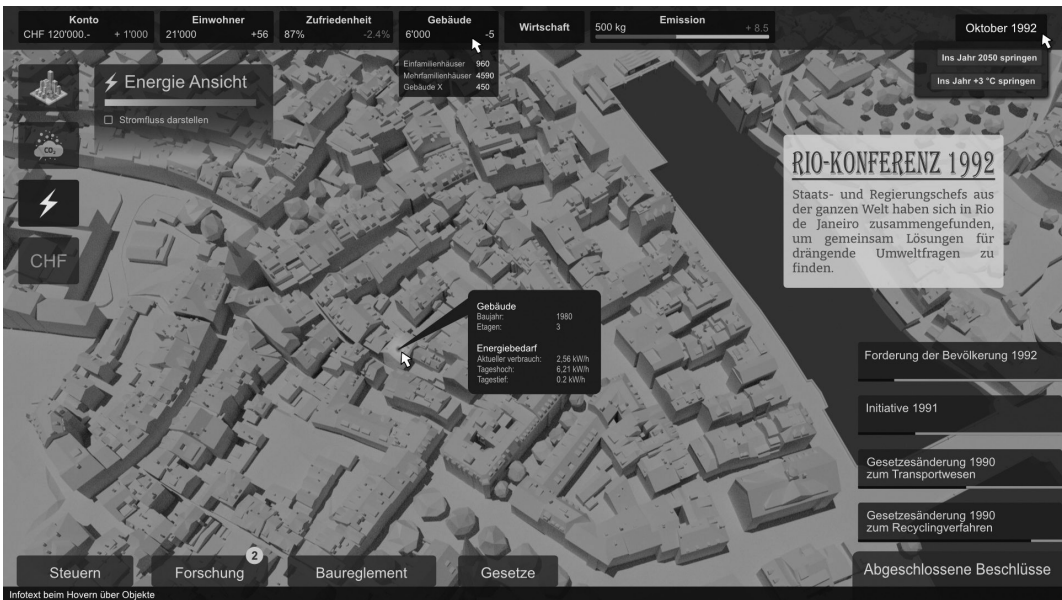 Konto
CHF 120'000.- + 1'000
Einwohner
21'000 +56
Zufriedenheit
87% -2.4%
Gebäude
6'000 -5
Einfamilienhäuser 960
Mehrfamilienhäuser 4590
Gebäude X 450
Wirtschaft
Emission
500 kg + 8.5
Oktober 1992
Ins Jahr 2050 springen
Ins Jahr +3 °C springen
Energie Ansicht
Stromfluss darstellen
CO₂
CHF
RIO-KONFERENZ 1992
Staats- und Regierungschefs aus
der ganzen Welt haben sich in Rio
de Janeiro zusammengefunden,
um gemeinsam Lösungen für
drängende Umweltfragen zu
finden.
Gebäude
Baujahr: 1980
Etagen: 3
Energiebedarf
Aktueller verbrauch: 2,56 kW/h
Tageshoch: 6,21 kW/h
Tagestief: 0.2 kW/h
Forderung der Bevölkerung 1992
Initiative 1991
Gesetzesänderung 1990
zum Transportwesen
Gesetzesänderung 1990
zum Recyclingverfahren
Abgeschlossene Beschlüsse
Steuern
Forschung
2
Baureglement
Gesetze
Infotext beim Hovern über Objekte